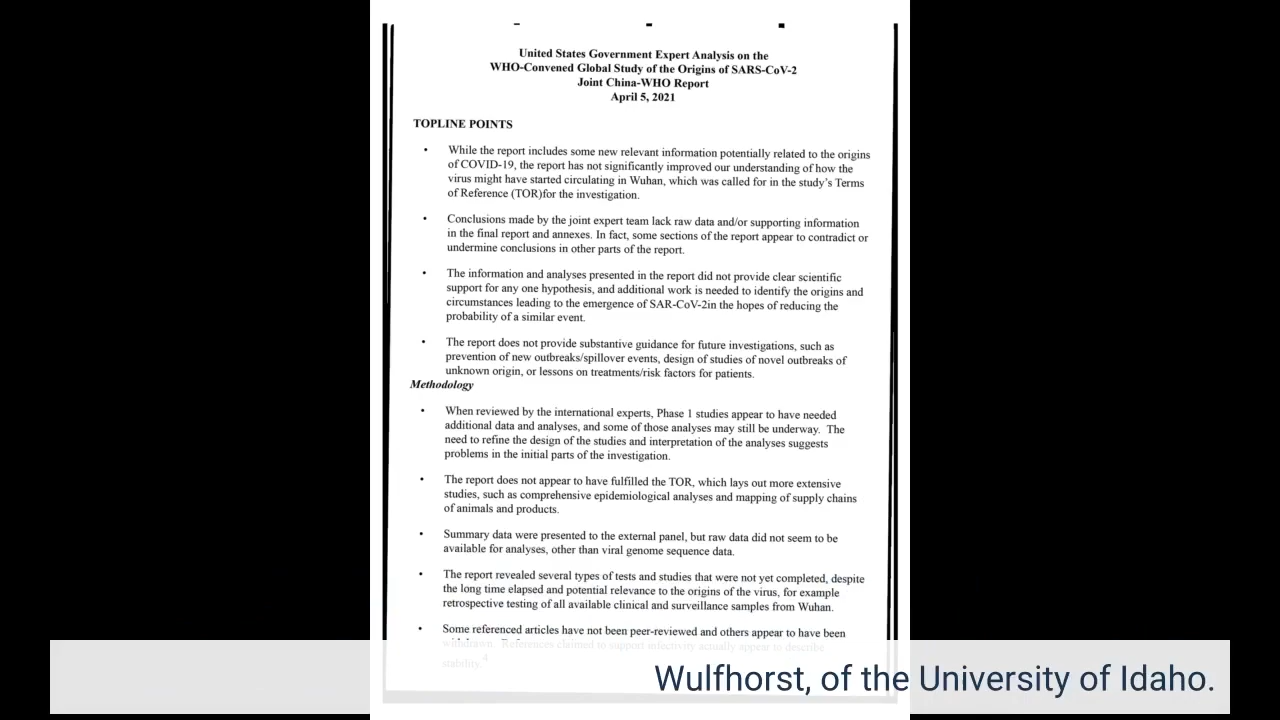 United States Government Expert Analysis on the
WHO-Convened Global Study of the Origins of SARS-CoV-2
Joint China-WHO Report
April 5, 2021
TOPLINE POINTS
• While the report includes some new relevant information potentially related to the origins
of COVID-19, the report has not significantly improved our understanding of how the
virus might have started circulating in Wuhan, which was called for in the study's Terms
of Reference (TOR)for the investigation.
• Conclusions made by the joint expert team lack raw data and/or supporting information
in the final report and annexes. In fact, some sections of the report appear to contradict or
undermine conclusions in other parts of the report.
• The information and analyses presented in the report did not provide clear scientific
support for any one hypothesis, and additional work is needed to identify the origins and
circumstances leading to the emergence of SAR-CoV-2in the hopes of reducing the
probability of a similar event.
• The report does not provide substantive guidance for future investigations, such as
prevention of new outbreaks/spillover events, design of studies of novel outbreaks of
unknown origin, or lessons on treatments/risk factors for patients.
Methodology
• When reviewed by the international experts, Phase 1 studies appear to have needed
additional data and analyses, and some of those analyses may still be underway. The
need to refine the design of the studies and interpretation of the analyses suggests
problems in the initial parts of the investigation.
• The report does not appear to have fulfilled the TOR, which lays out more extensive
studies, such as comprehensive epidemiological analyses and mapping of supply chains
of animals and products.
• Summary data were presented to the external panel, but raw data did not seem to be
available for analyses, other than viral genome sequence data.
• The report revealed several types of tests and studies that were not yet completed, despite
the long time elapsed and potential relevance to the origins of the virus, for example
retrospective testing of all available clinical and surveillance samples from Wuhan.
• Some referenced articles have not been peer-reviewed and others appear to have been
withdrawn. References claimed to support infectivity actually appear to describe
stability.4
Wulfhorst, of the University of Idaho.